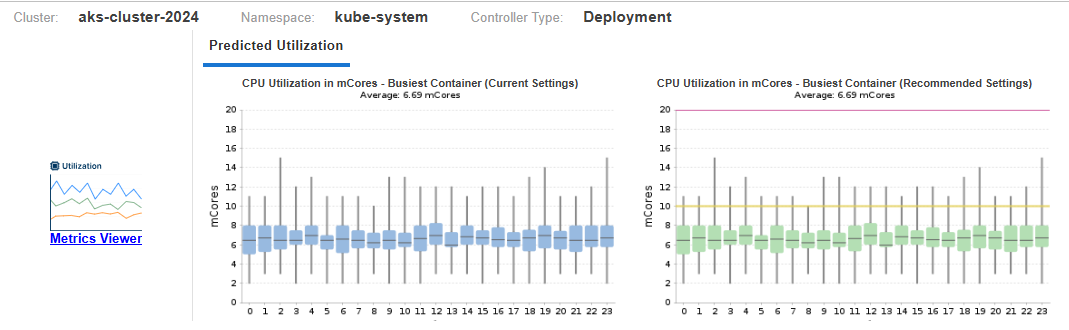 Cluster: aks-cluster-2024 Namespace: kube-system Controller Type: Deployment
Predicted Utilization
Utilization
Metrics Viewer
CPU Utilization in mCores - Busiest Container (Current Settings)
Average: 6.69 mCores
mCores
20
18
16
14
12
10
8
6
4
2
0
0 1 2 3 4 5 6 7 8 9 10 11 12 13 14 15 16 17 18 19 20 21 22 23
CPU Utilization in mCores - Busiest Container (Recommended Settings)
Average: 6.69 mCores
mCores
20
18
16
14
12
10
8
6
4
2
0
0 1 2 3 4 5 6 7 8 9 10 11 12 13 14 15 16 17 18 19 20 21 22 23